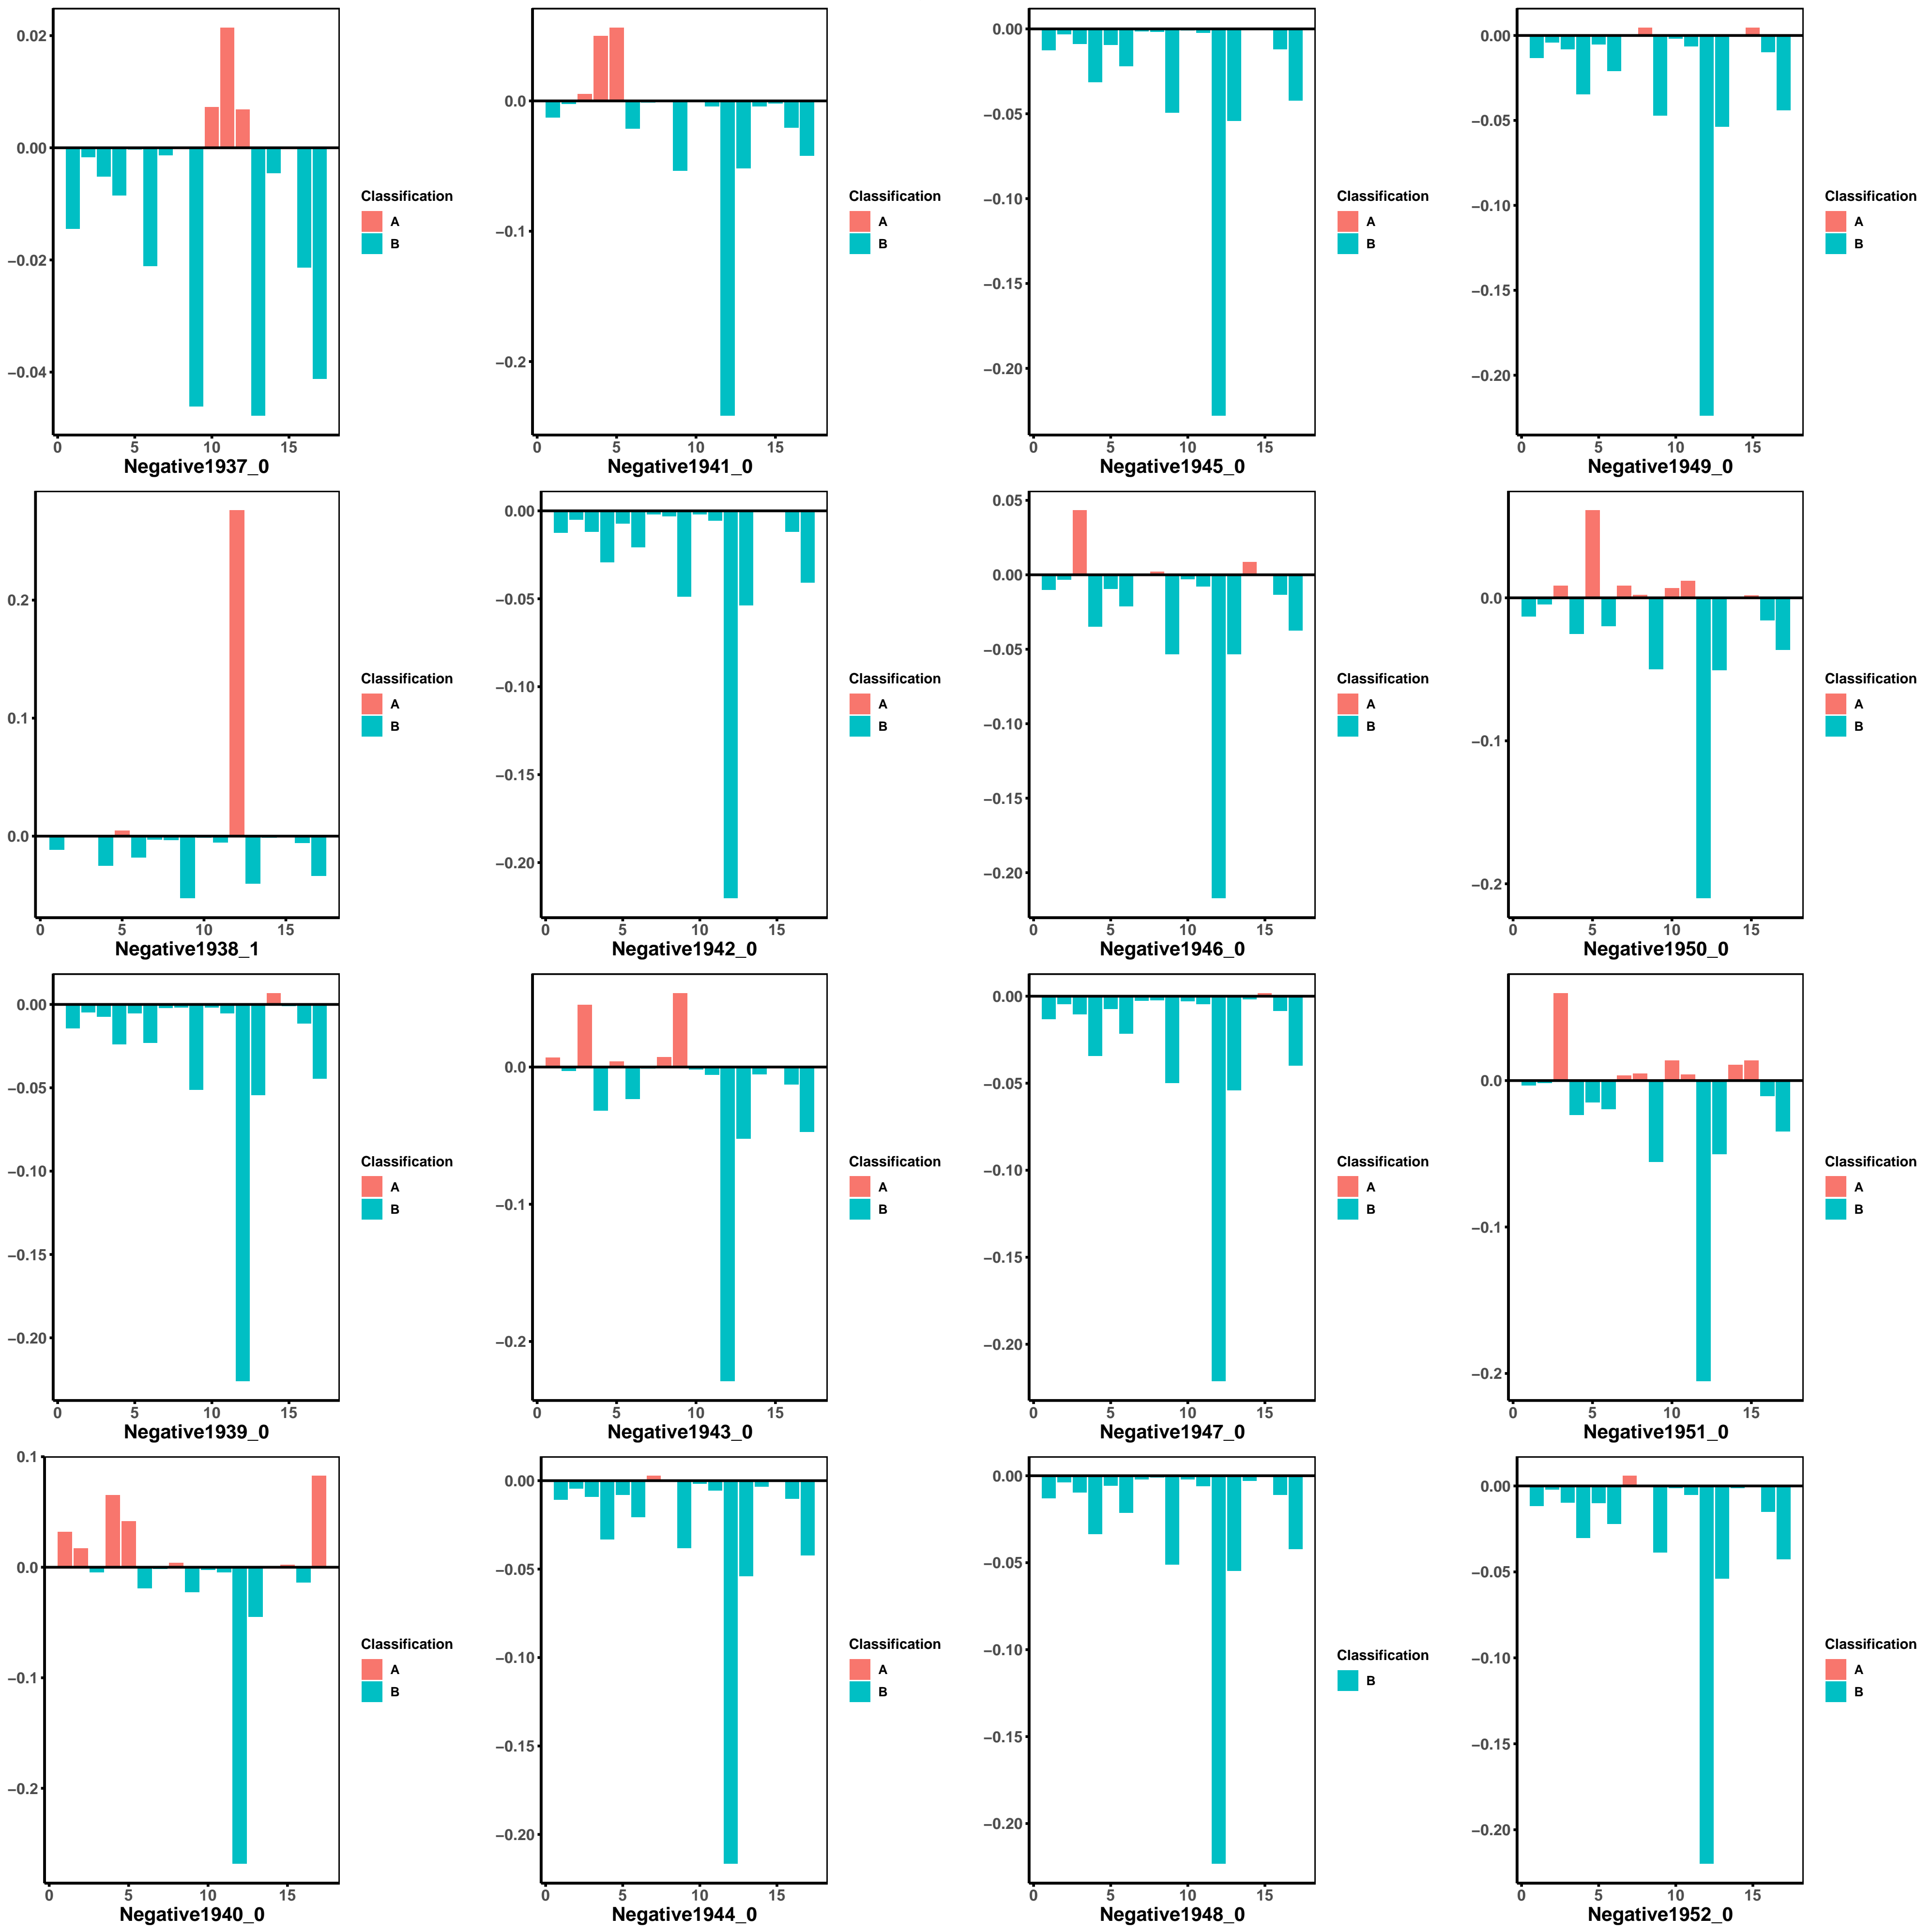 0.02
0.00
−0.02
−0.04
0 5 10 15
Negative1937_0
Classification
A
B
0.0
−0.1
−0.2
0 5 10 15
Negative1941_0
Classification
A
B
0.00
−0.05
−0.10
−0.15
−0.20
0 5 10 15
Negative1945_0
Classification
A
B
0.00
−0.05
−0.10
−0.15
−0.20
0 5 10 15
Negative1949_0
Classification
A
B
0.2
0.1
0.0
0 5 10 15
Negative1938_1
Classification
A
B
0.00
−0.05
−0.10
−0.15
−0.20
0 5 10 15
Negative1942_0
Classification
A
B
0.05
0.00
−0.05
−0.10
−0.15
−0.20
0 5 10 15
Negative1946_0
Classification
A
B
0.0
−0.1
−0.2
0 5 10 15
Negative1950_0
Classification
A
B
0.00
−0.05
−0.10
−0.15
−0.20
0 5 10 15
Negative1939_0
Classification
A
B
0.0
−0.1
−0.2
0 5 10 15
Negative1943_0
Classification
A
B
0.00
−0.05
−0.10
−0.15
−0.20
0 5 10 15
Negative1947_0
Classification
A
B
0.0
−0.1
−0.2
0 5 10 15
Negative1951_0
Classification
A
B
0.1
0.0
−0.1
−0.2
0 5 10 15
Negative1940_0
Classification
A
B
0.00
−0.05
−0.10
−0.15
−0.20
0 5 10 15
Negative1944_0
Classification
A
B
0.00
−0.05
−0.10
−0.15
−0.20
0 5 10 15
Negative1948_0
Classification
B
0.00
−0.05
−0.10
−0.15
−0.20
0 5 10 15
Negative1952_0
Classification
A
B